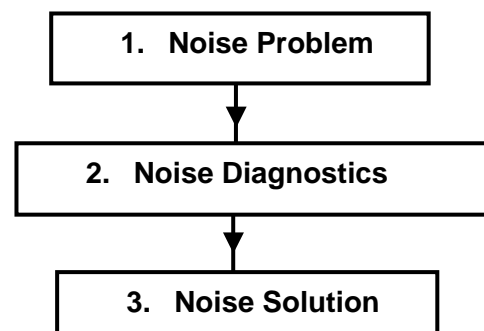 1. Noise Problem
2. Noise Diagnostics
3. Noise Solution